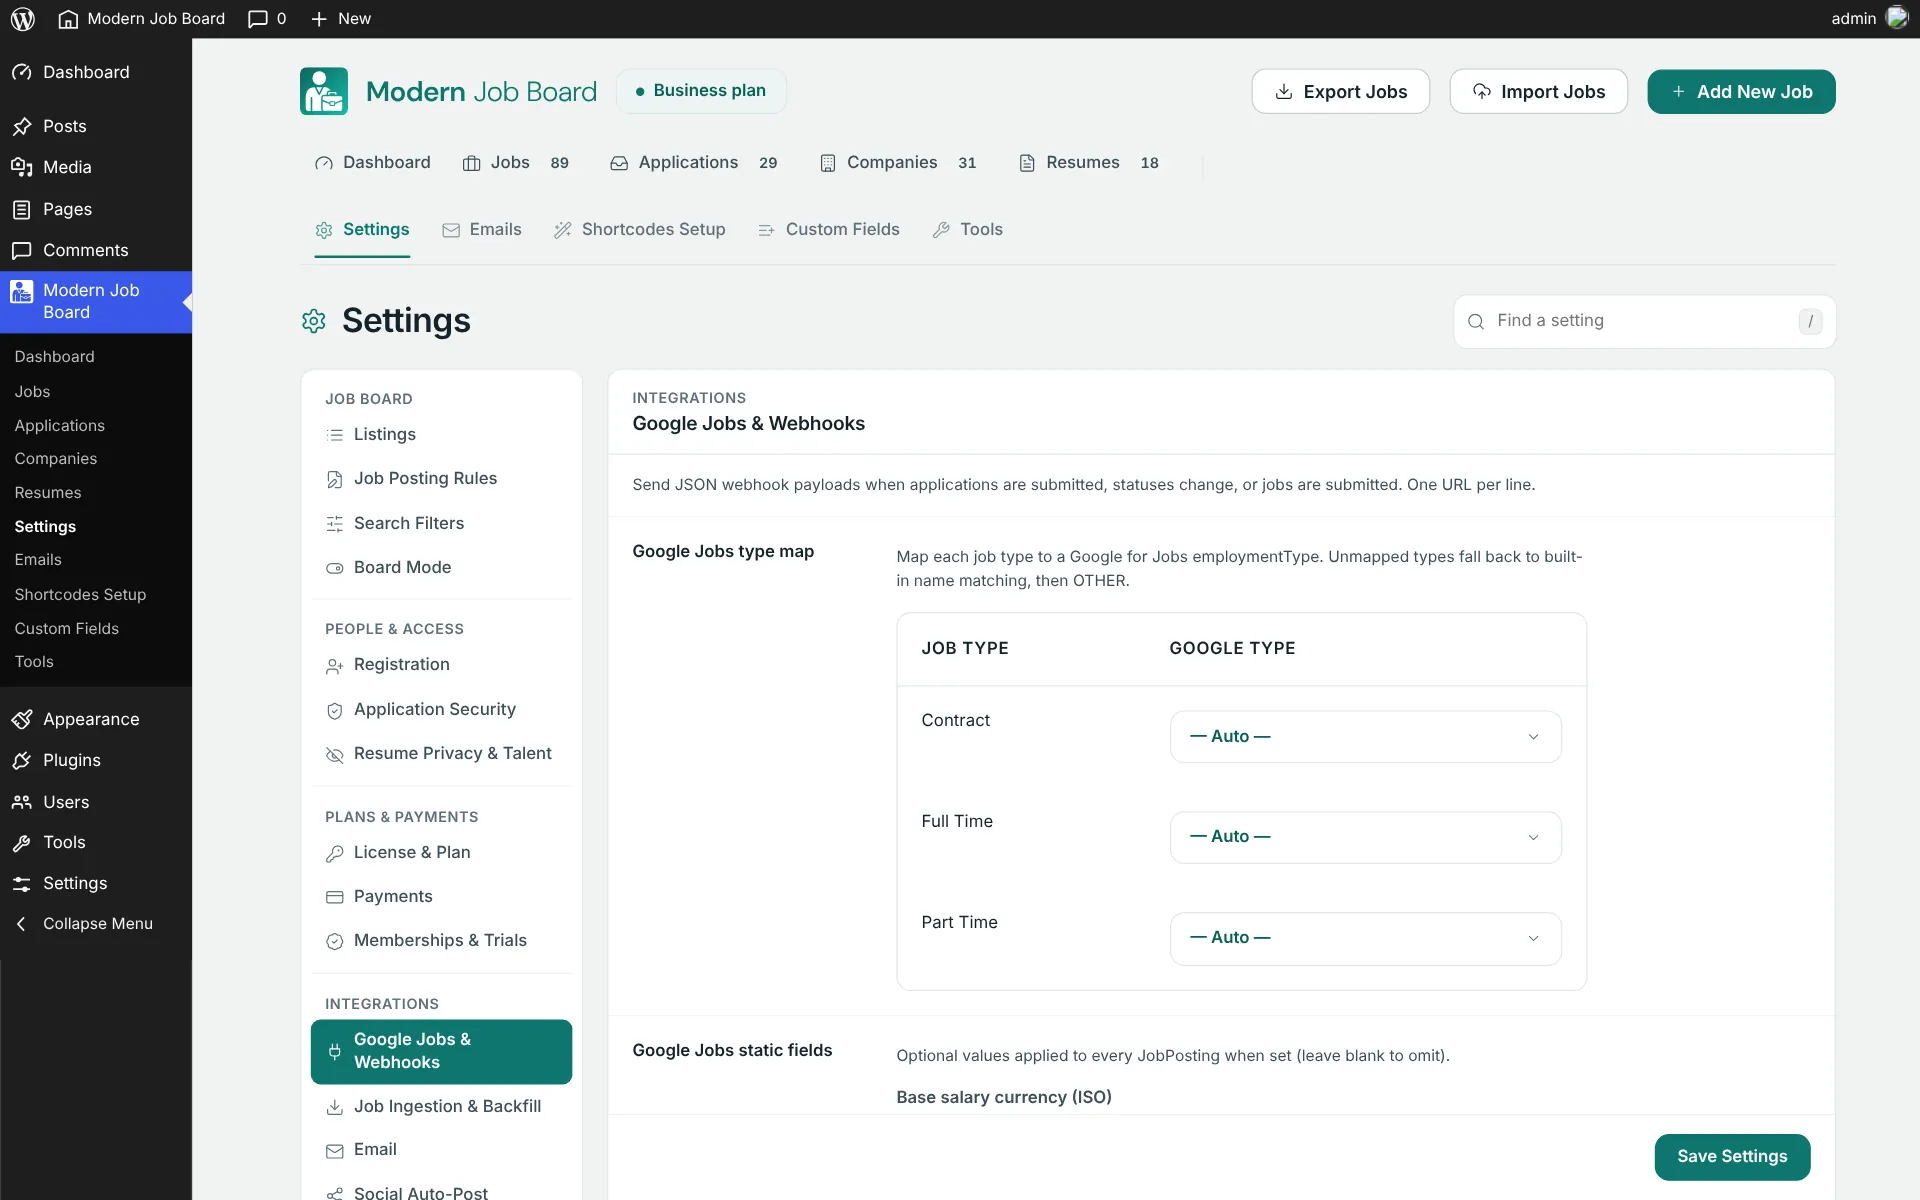 Modern Job Board
0
New
admin
Dashboard
Posts
Media
Pages
Comments
Modern Job
Board
Dashboard
Jobs
Applications
Companies
Resumes
Settings
Emails
Shortcodes Setup
Custom Fields
Tools
Appearance
Plugins
Users
Tools
Settings
Collapse Menu
Modern Job Board
Business plan
Export Jobs
Import Jobs
Add New Job
Dashboard
Jobs 89
Applications 29
Companies 31
Resumes 18
Settings
Emails
Shortcodes Setup
Custom Fields
Tools
Settings
Find a setting
/
JOB BOARD
Listings
Job Posting Rules
Search Filters
Board Mode
PEOPLE & ACCESS
Registration
Application Security
Resume Privacy & Talent
PLANS & PAYMENTS
License & Plan
Payments
Memberships & Trials
INTEGRATIONS
Google Jobs &
Webhooks
Job Ingestion & Backfill
Email
Social Auto-Post
INTEGRATIONS
Google Jobs & Webhooks
Send JSON webhook payloads when applications are submitted, statuses change, or jobs are submitted. One URL per line.
Google Jobs type map
Map each job type to a Google for Jobs employmentType. Unmapped types fall back to built-
in name matching, then OTHER.
JOB TYPE
GOOGLE TYPE
Contract
— Auto —
Full Time
— Auto —
Part Time
— Auto —
Google Jobs static fields
Optional values applied to every JobPosting when set (leave blank to omit).
Base salary currency (ISO)
Save Settings